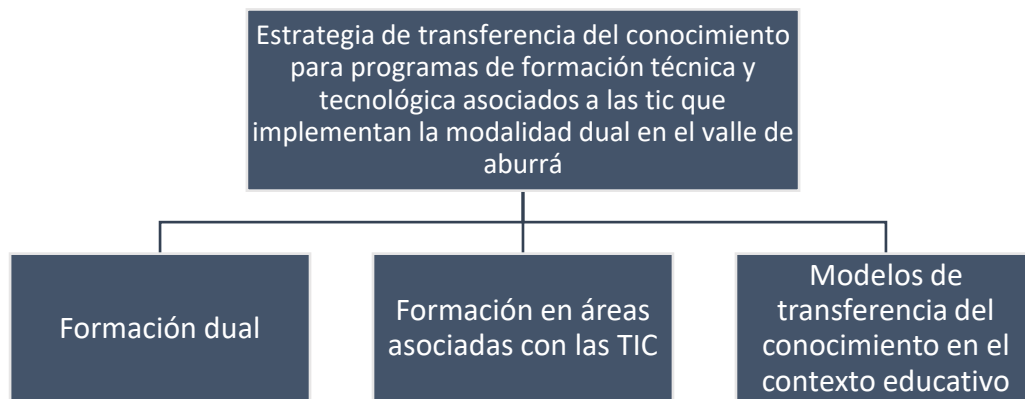 Estrategia de transferencia del conocimiento
para programas de formación técnica y
tecnológica asociados a las tic que
implementan la modalidad dual en el valle de
aburrá
Formación dual
Formación en áreas
asociadas con las TIC
Modelos de
transferencia del
conocimiento en el
contexto educativo